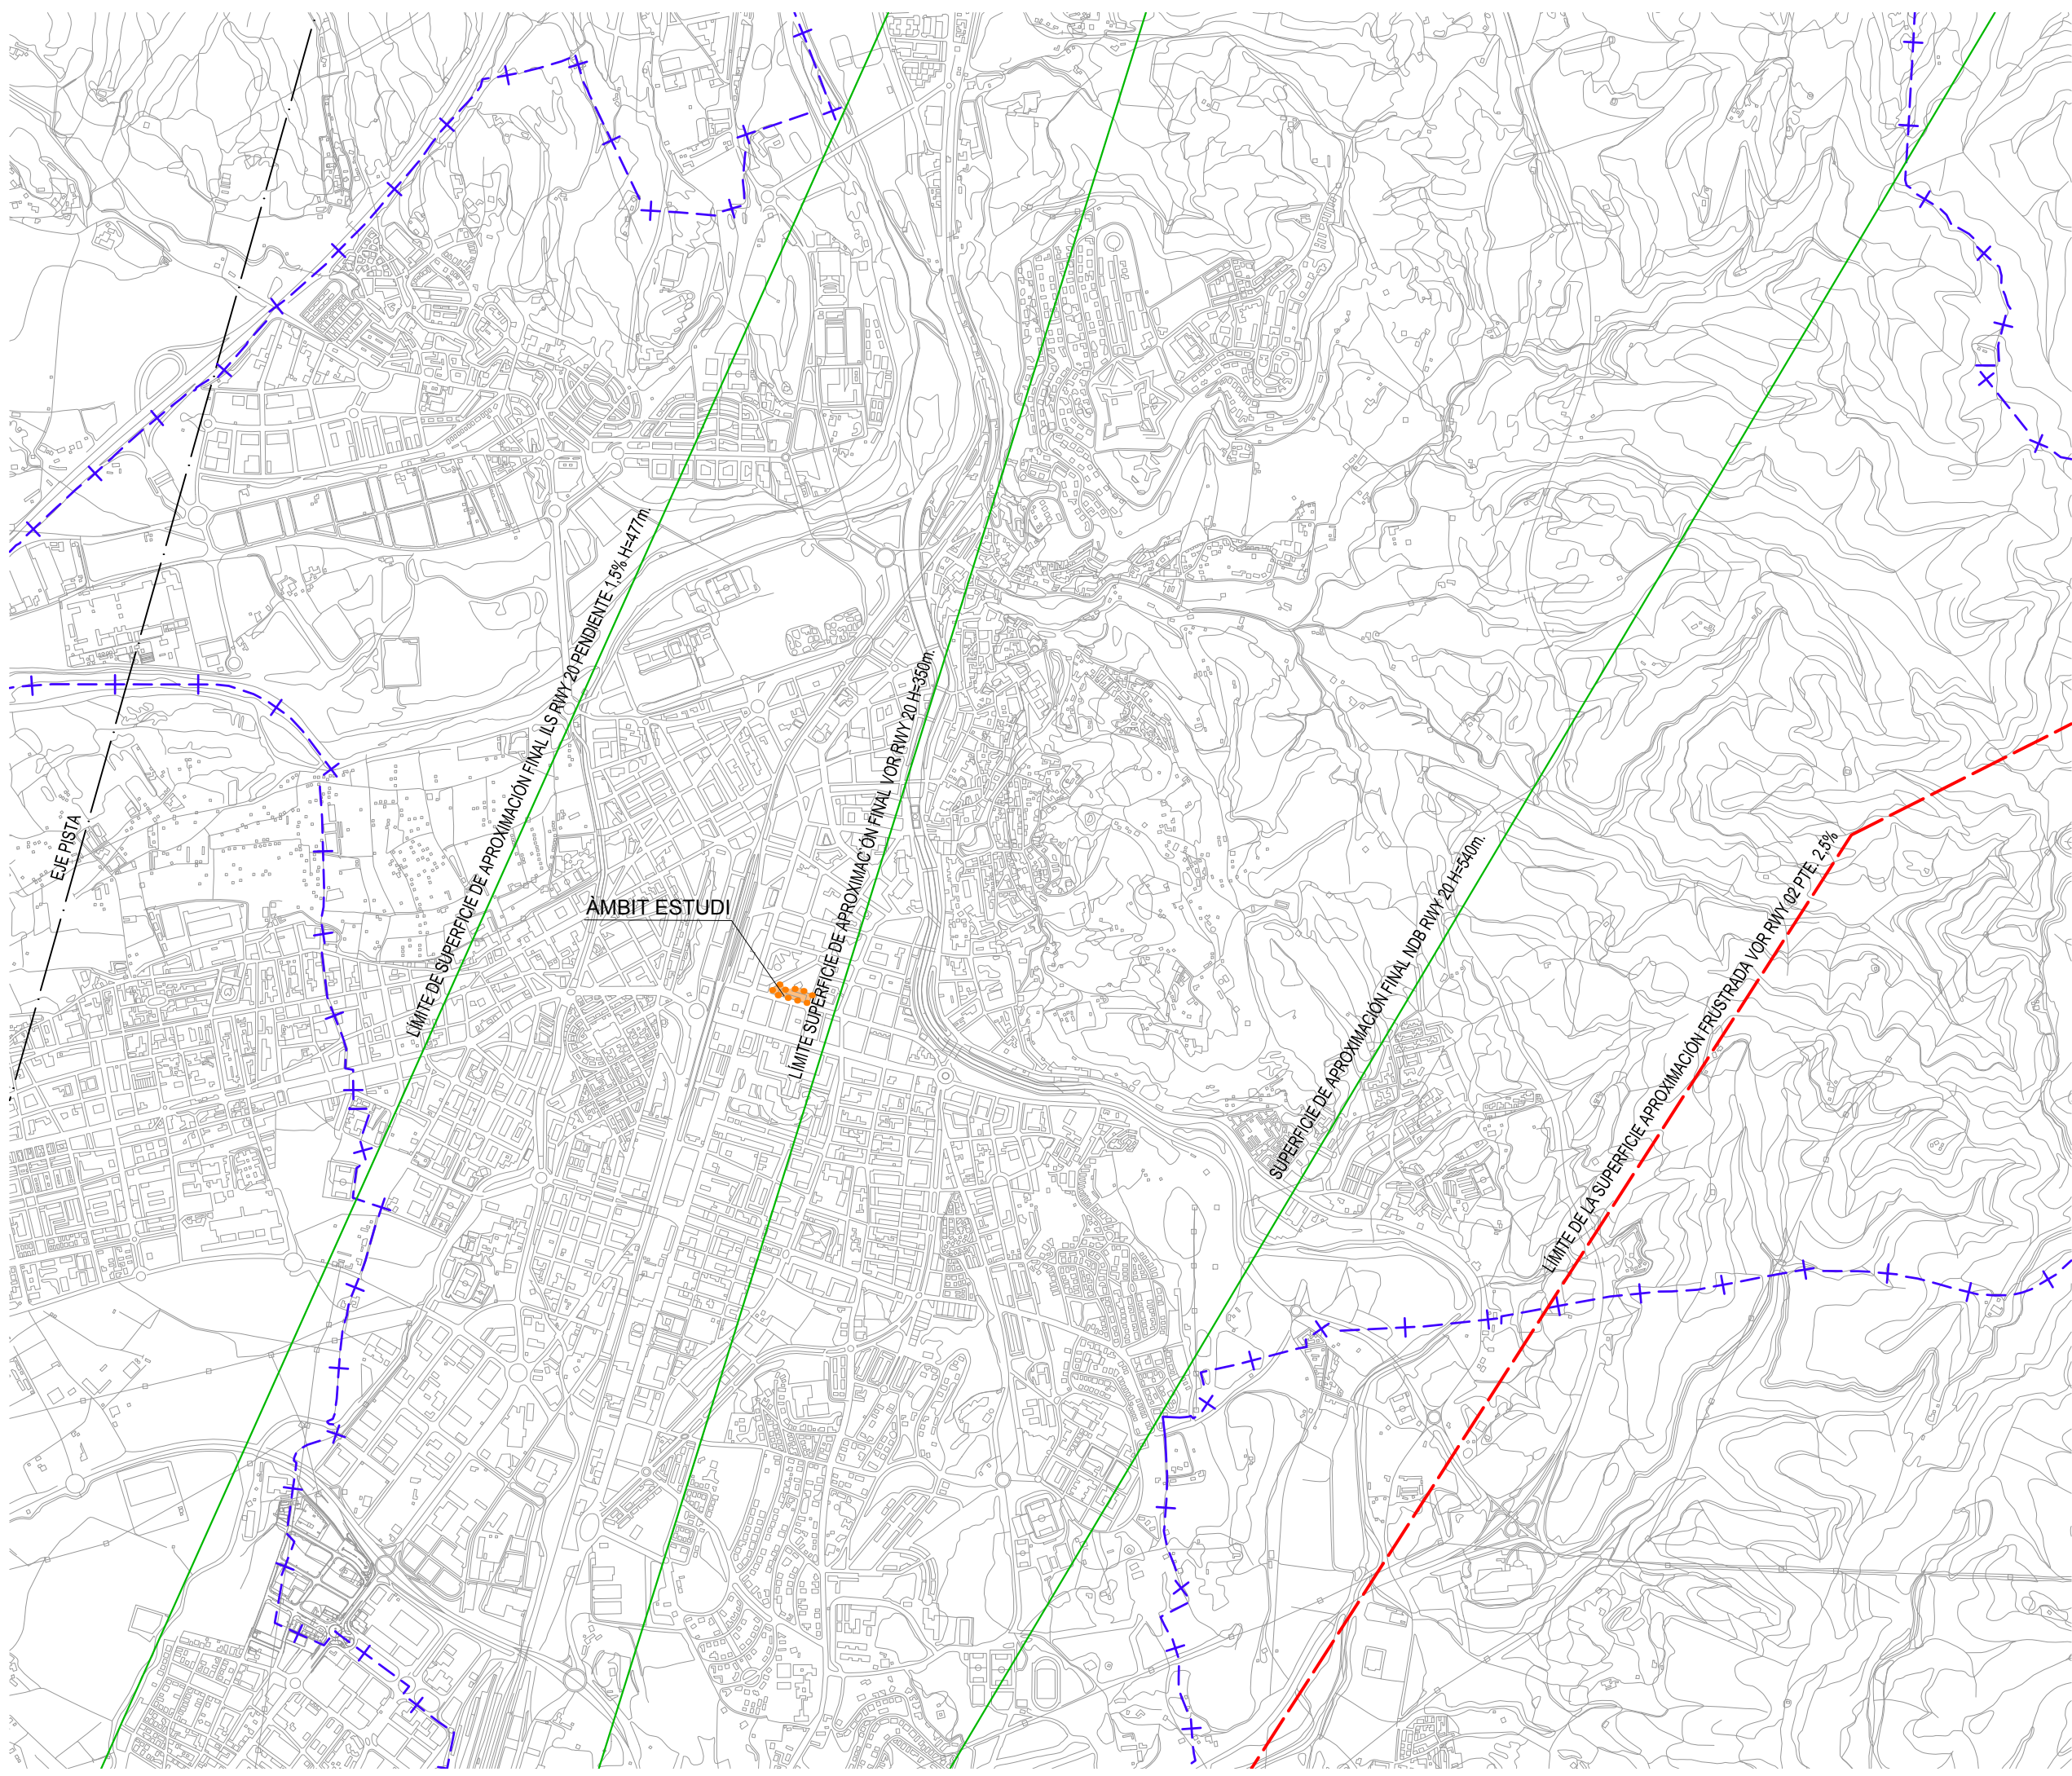 LÍMITE DE SUPERFICIE DE APROXIMACIÓN FINAL ILS RWY 20 PENDIENTE 1,5% H=477m.
LÍMITE SUPERFICIE DE APROXIMACIÓN FINAL VOR RWY 20 H=350m.
EJE PISTA
ÀMBIT ESTUDI
SUPERFICIE DE APROXIMACIÓN FINAL NDB RWY 20 H=540m.
LÍMITE DE LA SUPERFICIE APROXIMACIÓN FRUSTRADA VOR RWY 02 PTE. 2,5%